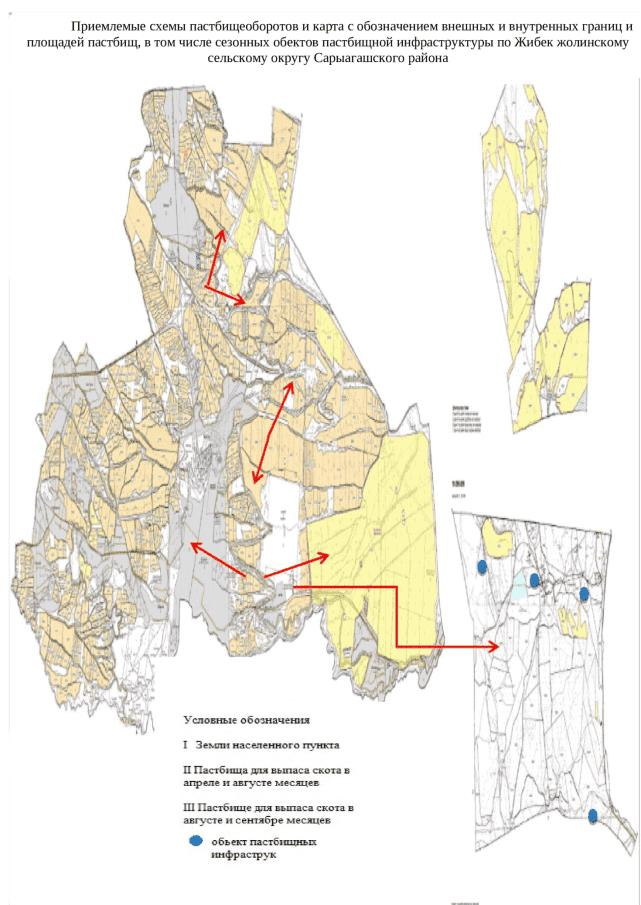 Приемлемые схемы пастбищеоборотов и карта с обозначением внешных и внутренных границ и
площадей пастбищ, в том числе сезонных обектов пастбищной инфраструктуры по Жибек жолинскому
сельскому округу Сарыагашского района
Условные обозначения
I Земли населенного пункта
II Пастбища для выпаса скота в
апреле и августе месяцев
III Пастбище для выпаса скота в
августе и сентябре месяцев
обьект пастбищных
инфраструк